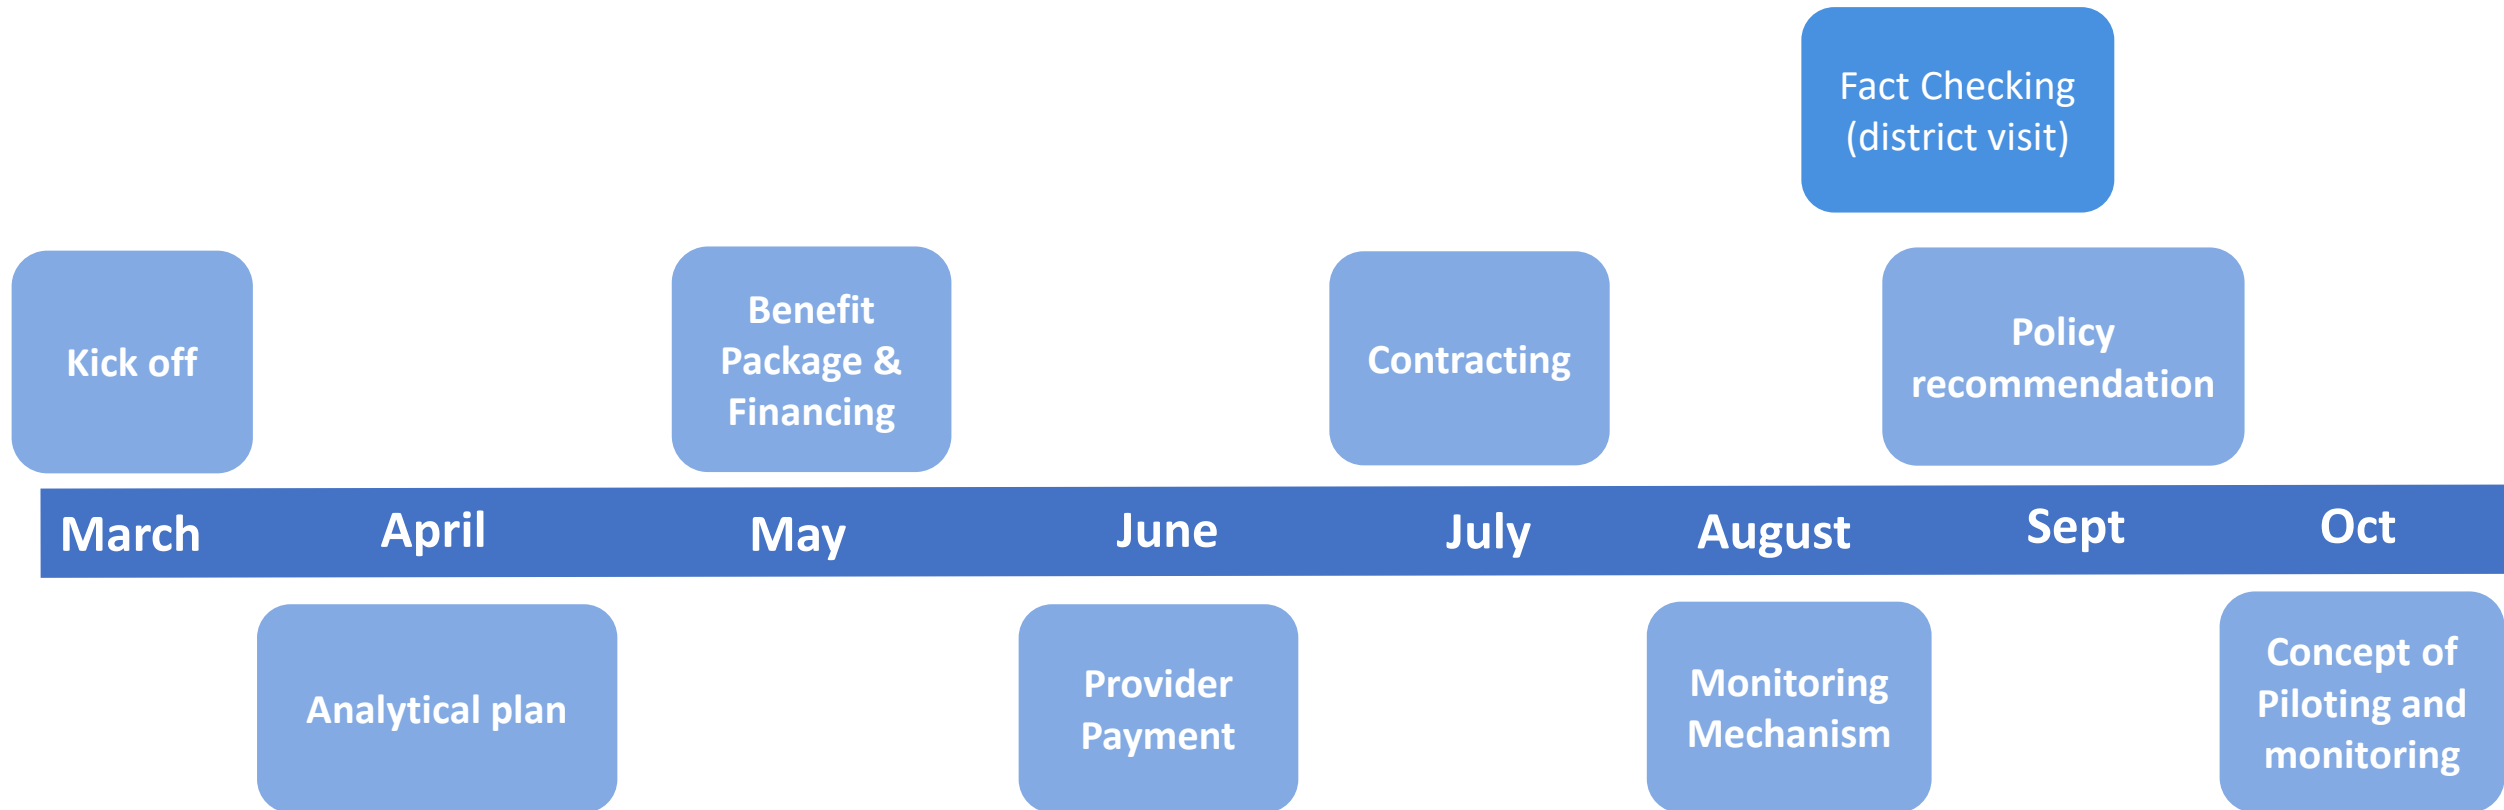 Fact Checking
(district visit)
Kick off
Benefit
Package &
Financing
Contracting
Policy
recommendation
March
April
May
June
July
August
Sept
Oct
Analytical plan
Provider
Payment
Monitoring
Mechanism
Concept of
Piloting and
monitoring